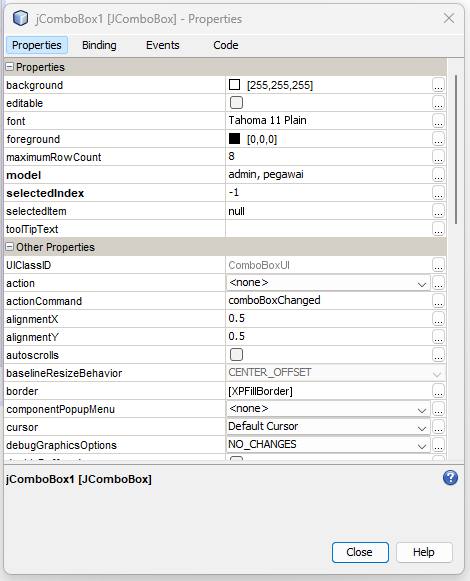 jComboBox1 [JComboBox] - Properties
Properties Binding Events Code
Properties
background [255,255,255] ...
editable ...
font Tahoma 11 Plain ...
foreground [0,0,0] ...
maximumRowCount 8 ...
model admin, pegawai ...
selectedIndex -1 ...
selectedItem null ...
toolTipText ...
Other Properties
UIClassID ComboBoxUI ...
action <none> ...
actionCommand comboBoxChanged ...
alignmentX 0.5 ...
alignmentY 0.5 ...
autoscrolls ...
baselineResizeBehavior CENTER_OFFSET ...
border [XPFillBorder] ...
componentPopupMenu <none> ...
cursor Default Cursor ...
debugGraphicsOptions NO_CHANGES ...
jComboBox1 [JComboBox]
Close Help